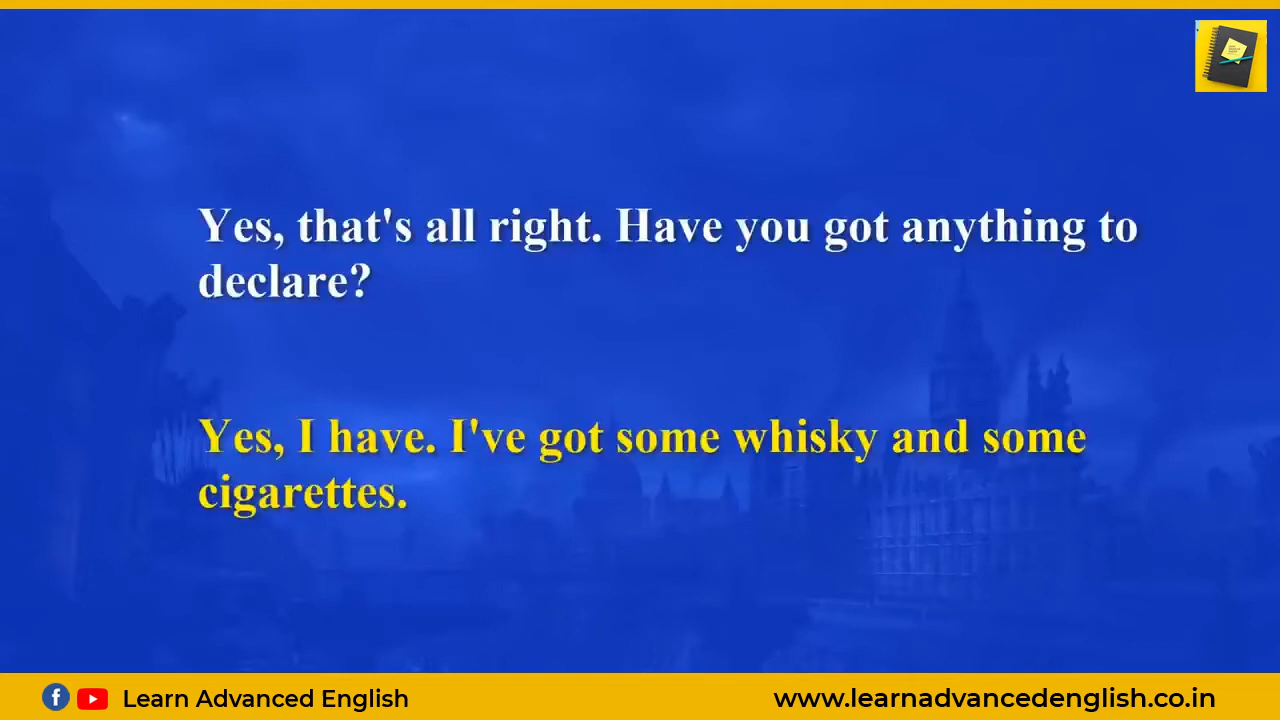 Yes, that's all right. Have you got anything to
declare?
Yes, I have. I've got some whisky and some
cigarettes.
Learn Advanced English
www.learnadvancedenglish.co.in